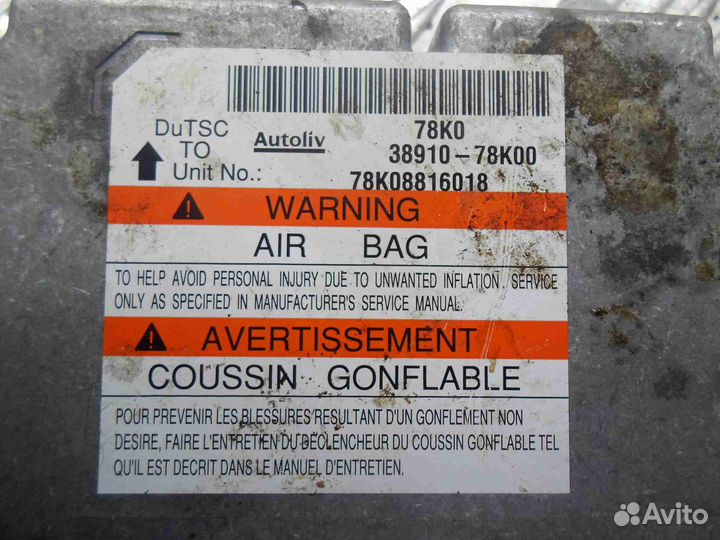 78K0
DuTSC
Autoliv
38910-78K00
TO
Unit No.: 78K08816018
WARNING
AIR BAG
TO HELP AVOID PERSONAL INJURY DUE TO UNWANTED INFLATION, SERVICE
ONLY AS SPECIFIED IN MANUFACTURER'S SERVICE MANUAL.
AVERTISSEMENT
COUSSIN GONFLABLE
POUR PREVENIR LES BLESSURES RESULTANT D'UN GONFLEMENT NON
DESIRE, FAIRE L'ENTRETIEN DU DECLENCHEUR DU COUSSIN GONFLABLE TEL
QU'IL EST DECRIT DANS LE MANUEL D'ENTRETIEN.
Avito